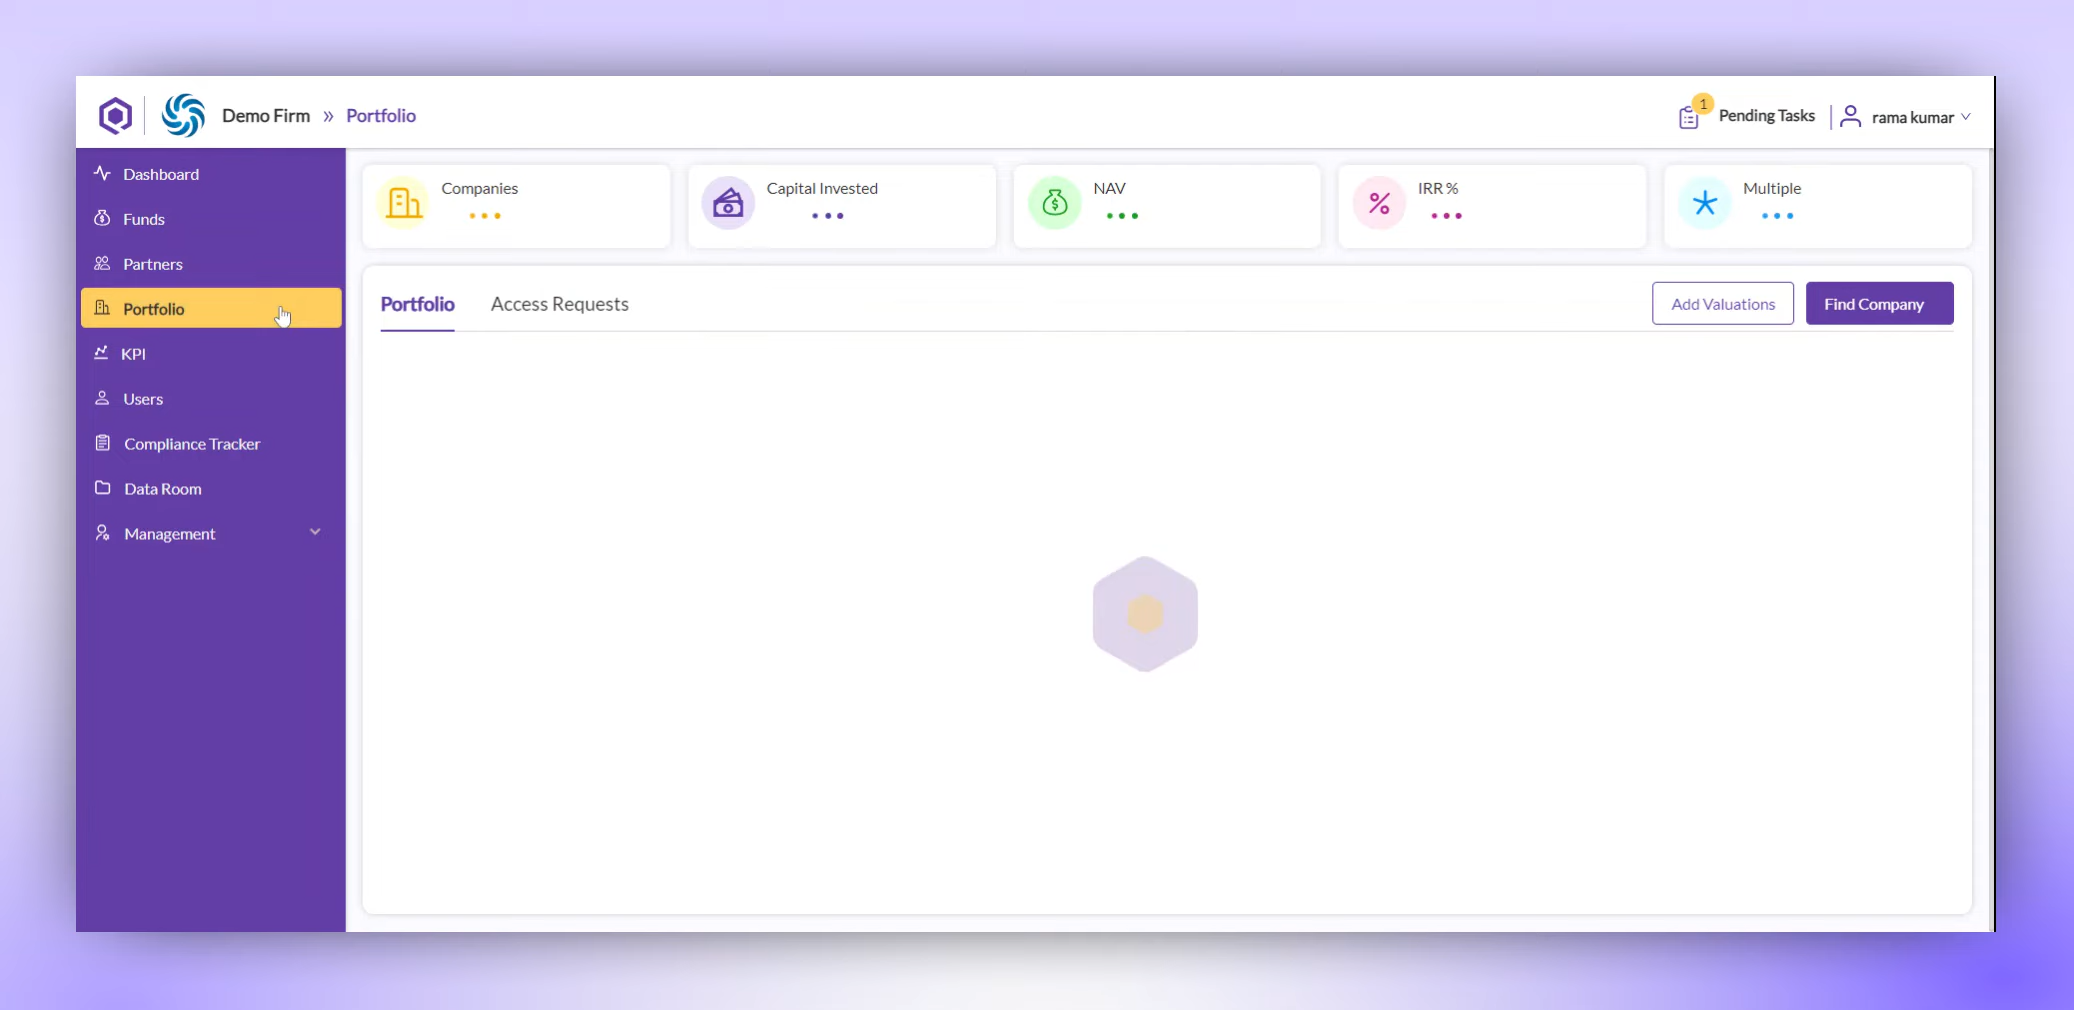 Demo Firm » Portfolio
1
Pending Tasks
rama kumar
Dashboard
Funds
Partners
Portfolio
KPI
Users
Compliance Tracker
Data Room
Management
Companies
Capital Invested
NAV
IRR %
Multiple
Portfolio
Access Requests
Add Valuations
Find Company